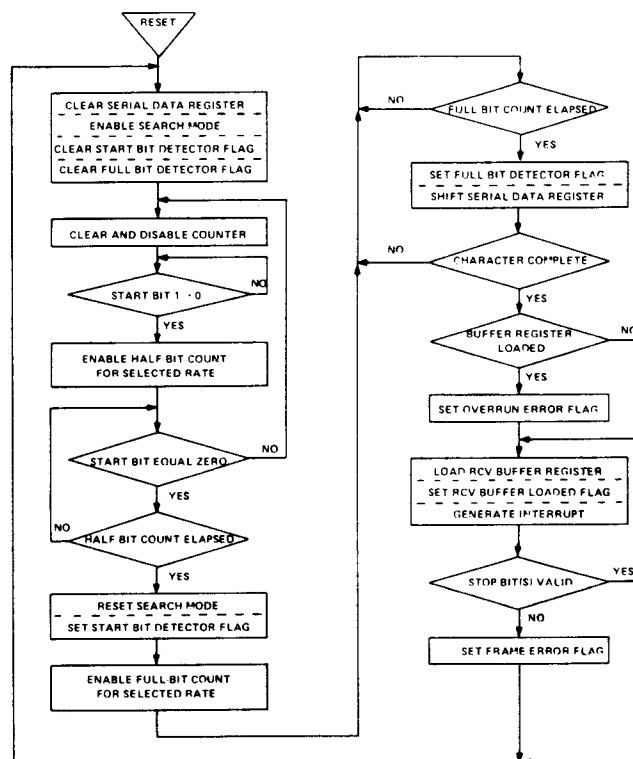 RESET
CLEAR SERIAL DATA REGISTER
ENABLE SEARCH MODE
CLEAR START BIT DETECTOR FLAG
CLEAR FULL BIT DETECTOR FLAG
CLEAR AND DISABLE COUNTER
START BIT 1 - 0
NO
YES
ENABLE HALF-BIT COUNT
FOR SELECTED RATE
START BIT EQUAL ZERO
NO
YES
HALF BIT COUNT ELAPSED
NO
YES
RESET SEARCH MODE
SET START BIT DETECTOR FLAG
ENABLE FULL-BIT COUNT
FOR SELECTED RATE
NO
FULL BIT COUNT ELAPSED
YES
SET FULL BIT DETECTOR FLAG
SHIFT SERIAL DATA REGISTER
NO
CHARACTER COMPLETE
YES
BUFFER REGISTER
LOADED
NO
YES
SET OVERRUN ERROR FLAG
LOAD RCV BUFFER REGISTER
SET RCV BUFFER LOADED FLAG
GENERATE INTERRUPT
STOP BIT(S) VALID
YES
NO
SET FRAME ERROR FLAG